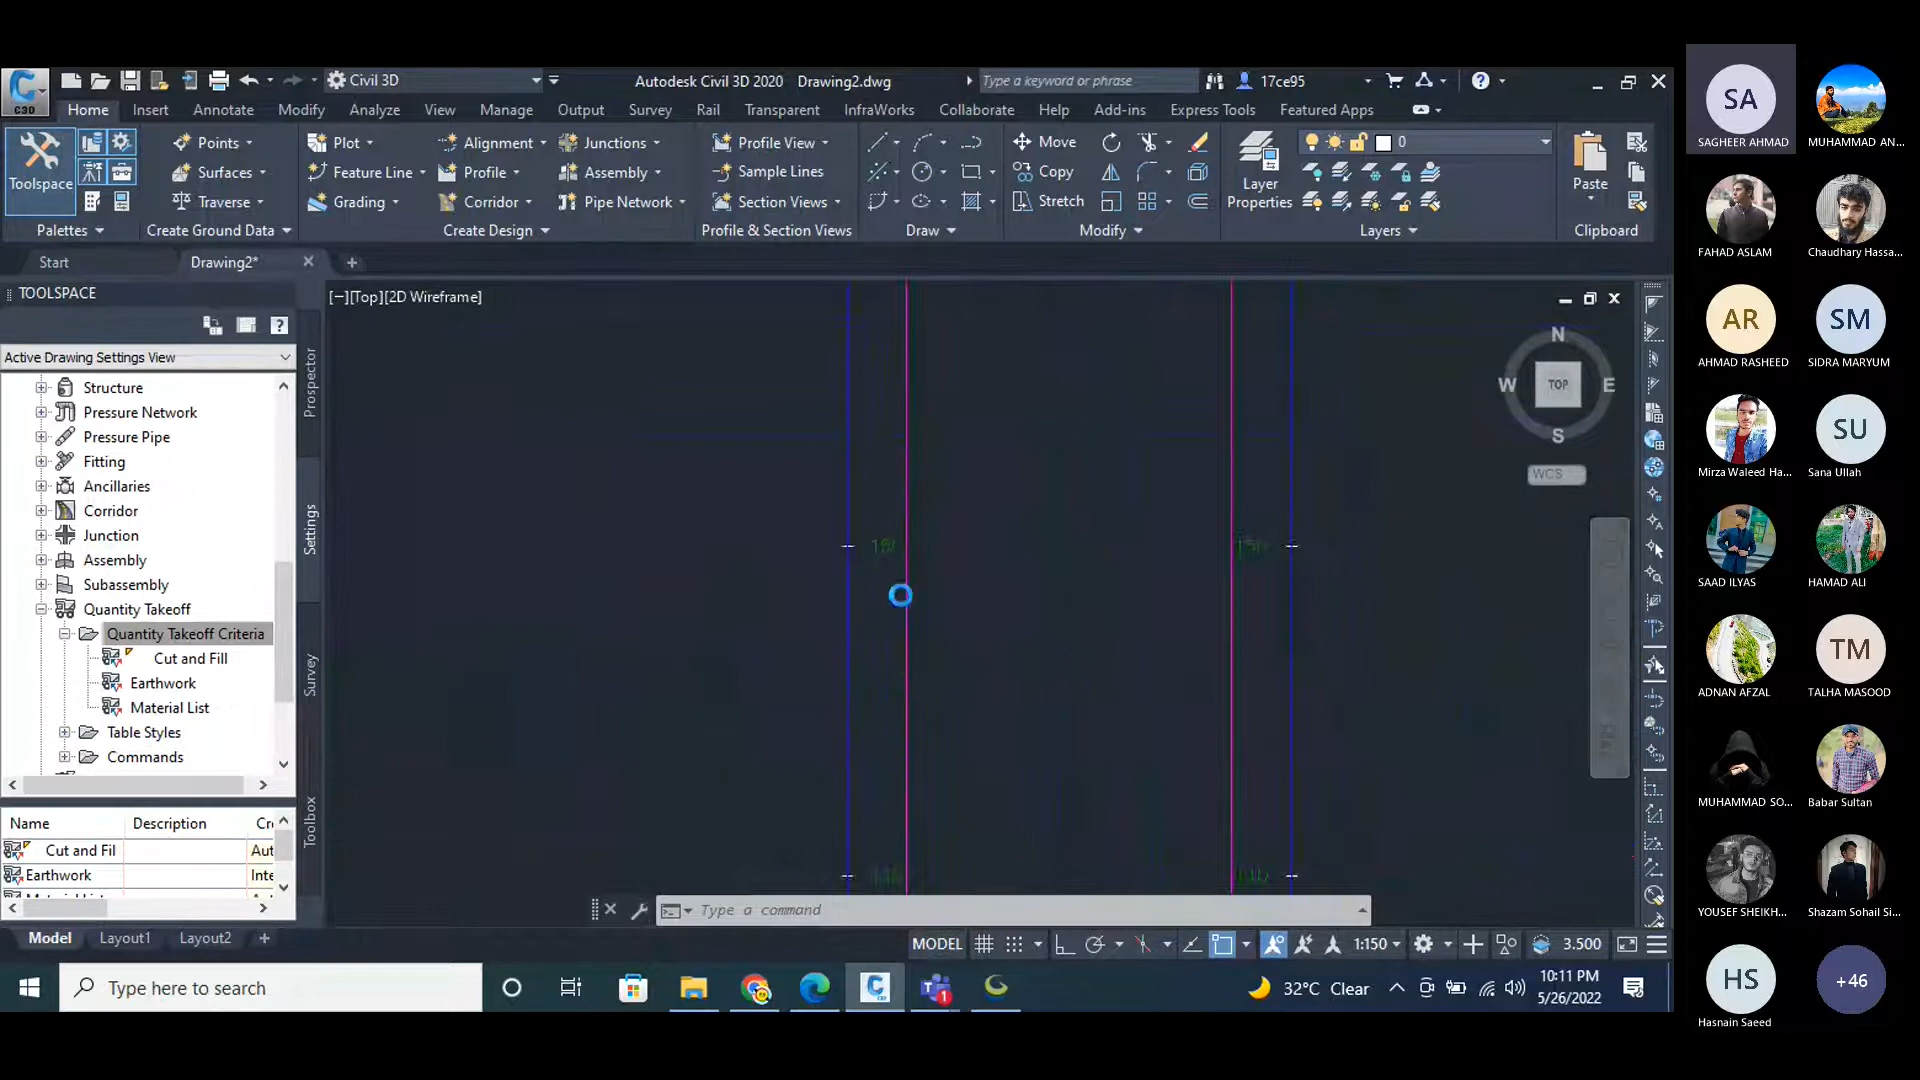 Civil 3D
Autodesk Civil 3D 2020 Drawing2.dwg
Type a keyword or phrase
17ce95
C3D
Home Insert Annotate Modify Analyze View Manage Output Survey Rail Transparent InfraWorks Collaborate Help Add-ins Express Tools Featured Apps
Points Plot Alignment Junctions Profile View Move 0
Toolspace Surfaces Feature Line Profile Assembly Sample Lines Copy Layer Properties Paste
Traverse Grading Corridor Pipe Network Section Views Stretch
Palettes Create Ground Data Create Design Profile & Section Views Draw Modify Layers Clipboard
Start Drawing2*
TOOLSPACE
[−][Top][2D Wireframe]
Active Drawing Settings View
Structure
Pressure Network
Pressure Pipe
Fitting
Ancillaries
Corridor
Junction
Assembly
Subassembly
Quantity Takeoff
Quantity Takeoff Criteria
Cut and Fill
Earthwork
Material List
Table Styles
Commands
Prospector
Settings
Survey
Toolbox
Name Description
Cut and Fil Aut
Earthwork Inte
N
W TOP E
S
WCS
Type a command
Model Layout1 Layout2
MODEL 1:150 3.500
Type here to search
1
32°C Clear
10:11 PM
5/26/2022
SA
SAGHEER AHMAD
MUHAMMAD AN...
FAHAD ASLAM
Chaudhary Hassa...
AR
AHMAD RASHEED
SM
SIDRA MARYUM
Mirza Waleed Ha...
SU
Sana Ullah
SAAD ILYAS
HAMAD ALI
ADNAN AFZAL
TM
TALHA MASOOD
MUHAMMAD SO...
Babar Sultan
YOUSEF SHEIKH...
Shazam Sohail Si...
HS
Hasnain Saeed
+46